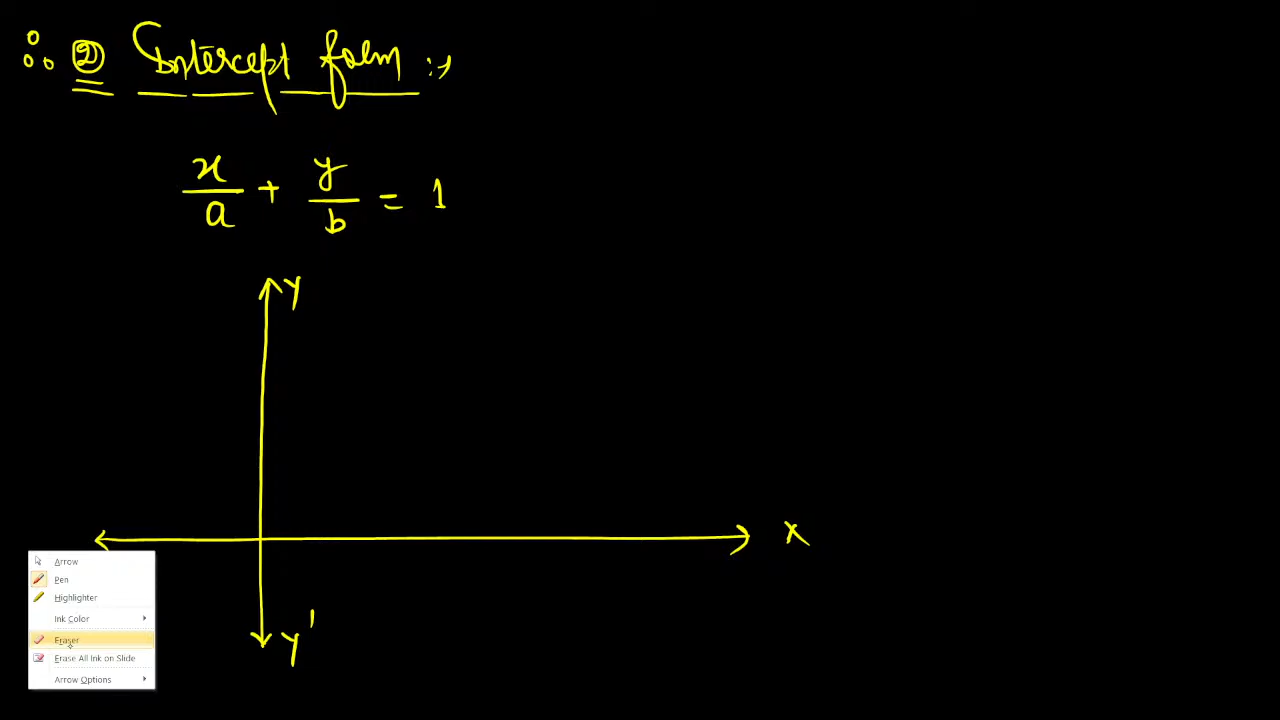 ∴ ② Intercept form :→
x/a + y/b = 1
y
x
Arrow
Pen
Highlighter
Ink Color
Eraser
Erase All Ink on Slide
Arrow Options
y'